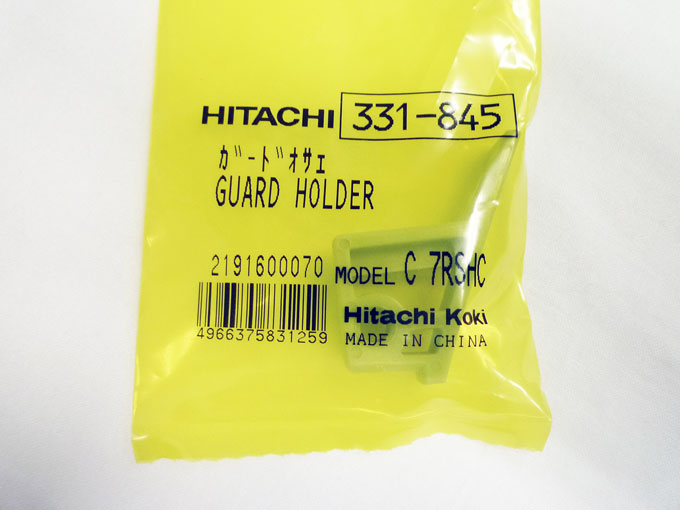 HITACHI 331-845
ガードオサエ
GUARD HOLDER
2191600070 MODEL C 7RSHC
Hitachi Koki
4966375831259 MADE IN CHINA